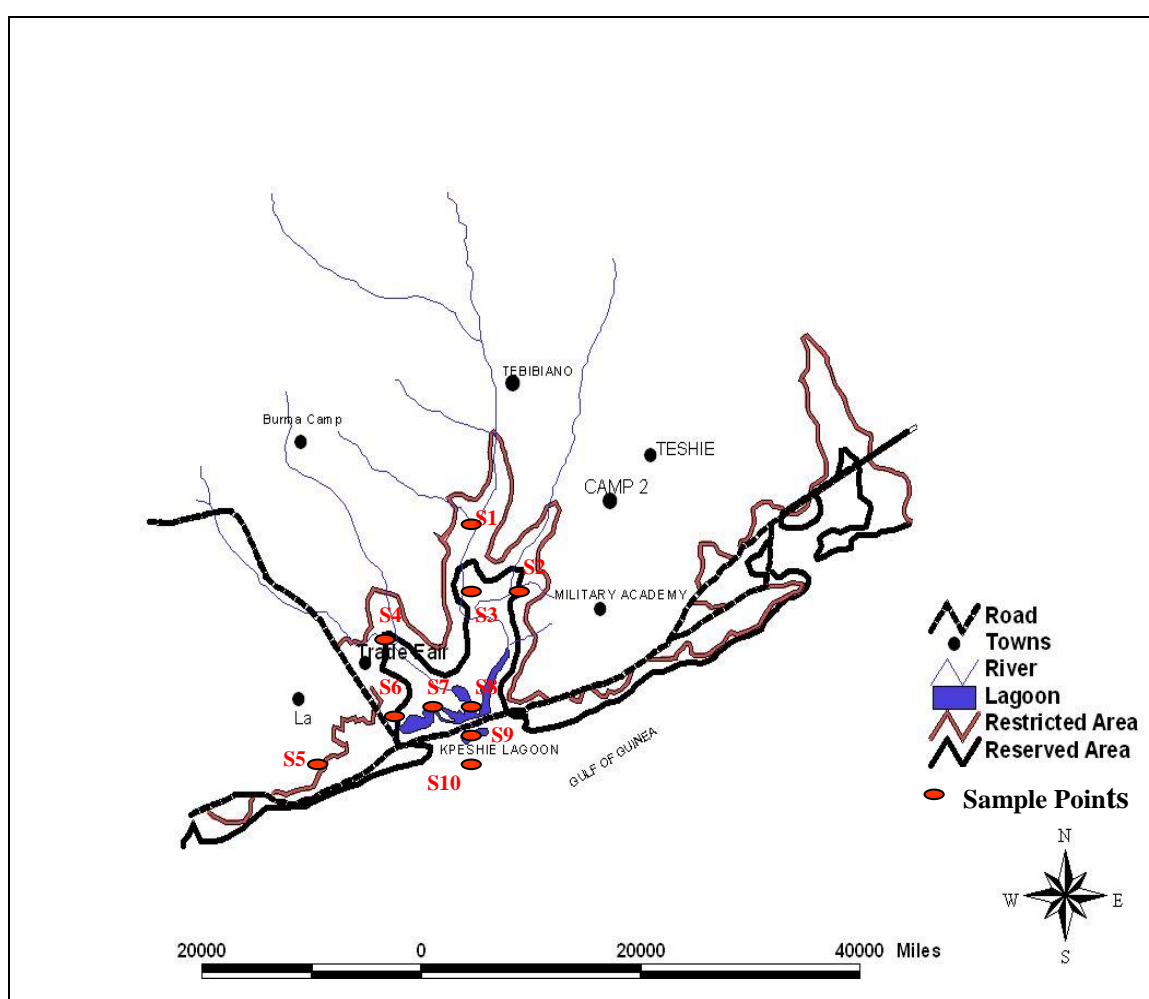 TEBIBIANO
Burma Camp
TESHIE
CAMP 2
S1
S2
MILITARY ACADEMY
S3
S4
Trade Fair
S6
S7
S8
La
S9
KPESHIE LAGOON
GULF OF GUINEA
S5
S10
Road
Towns
River
Lagoon
Restricted Area
Reserved Area
Sample Points
N
W
E
S
20000 0 20000 40000 Miles